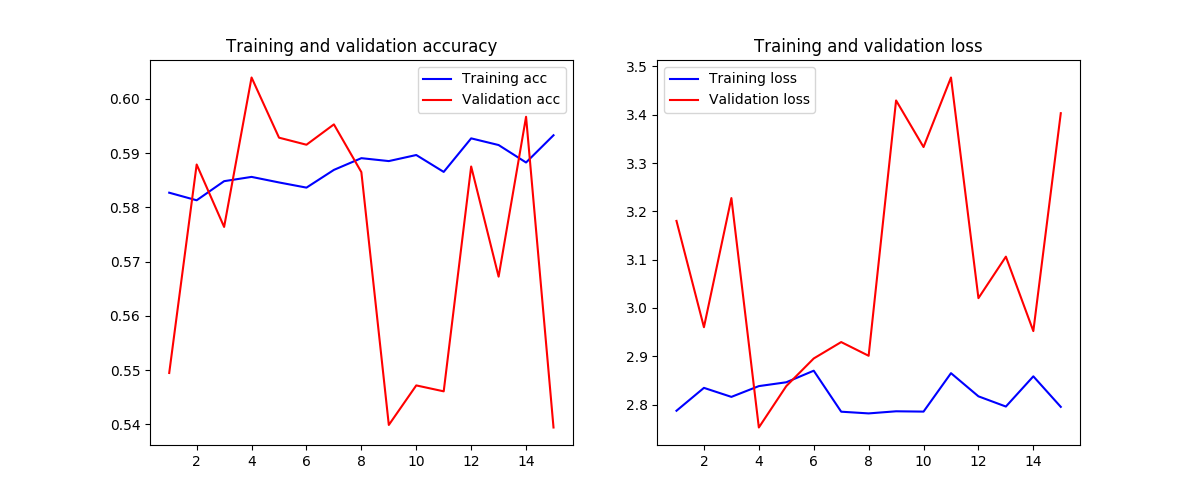 Training and validation accuracy
Training acc
Validation acc
0.60
0.59
0.58
0.57
0.56
0.55
0.54
2 4 6 8 10 12 14
Training and validation loss
Training loss
Validation loss
3.5
3.4
3.3
3.2
3.1
3.0
2.9
2.8
2 4 6 8 10 12 14